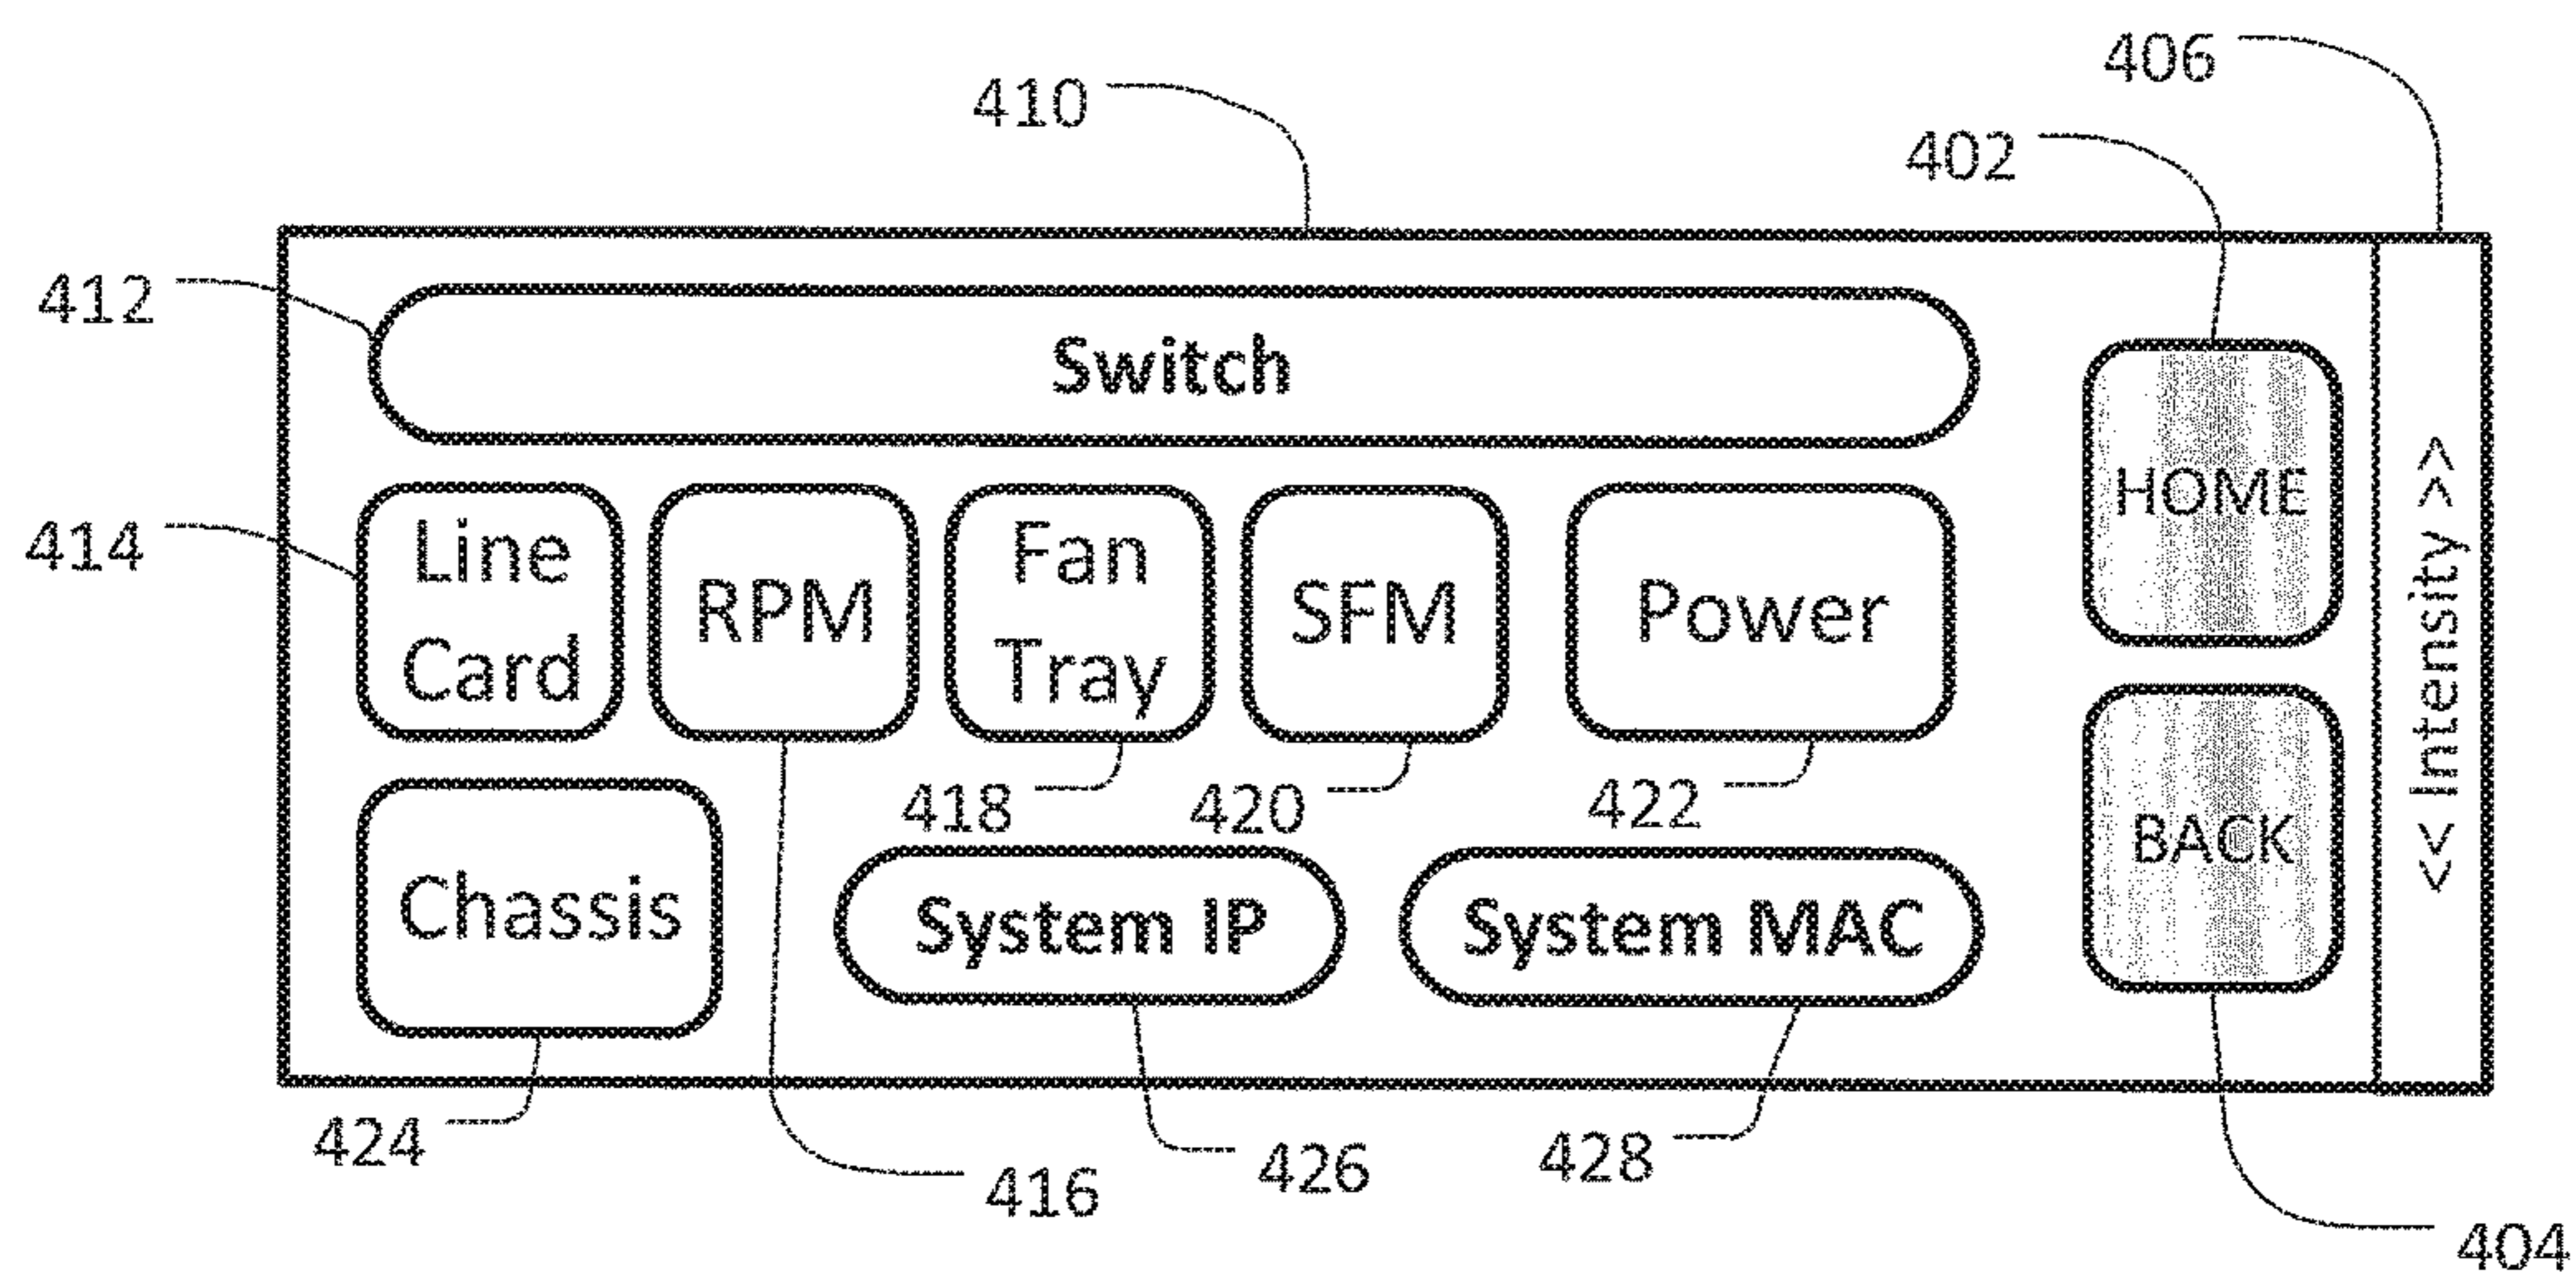 406
410
402
412
Switch
HOME
414
Line
Card
RPM
Fan
Tray
SFM
Power
<< Intensity >>
418
420
422
BACK
Chassis
System IP
System MAC
424
416
426
428
404